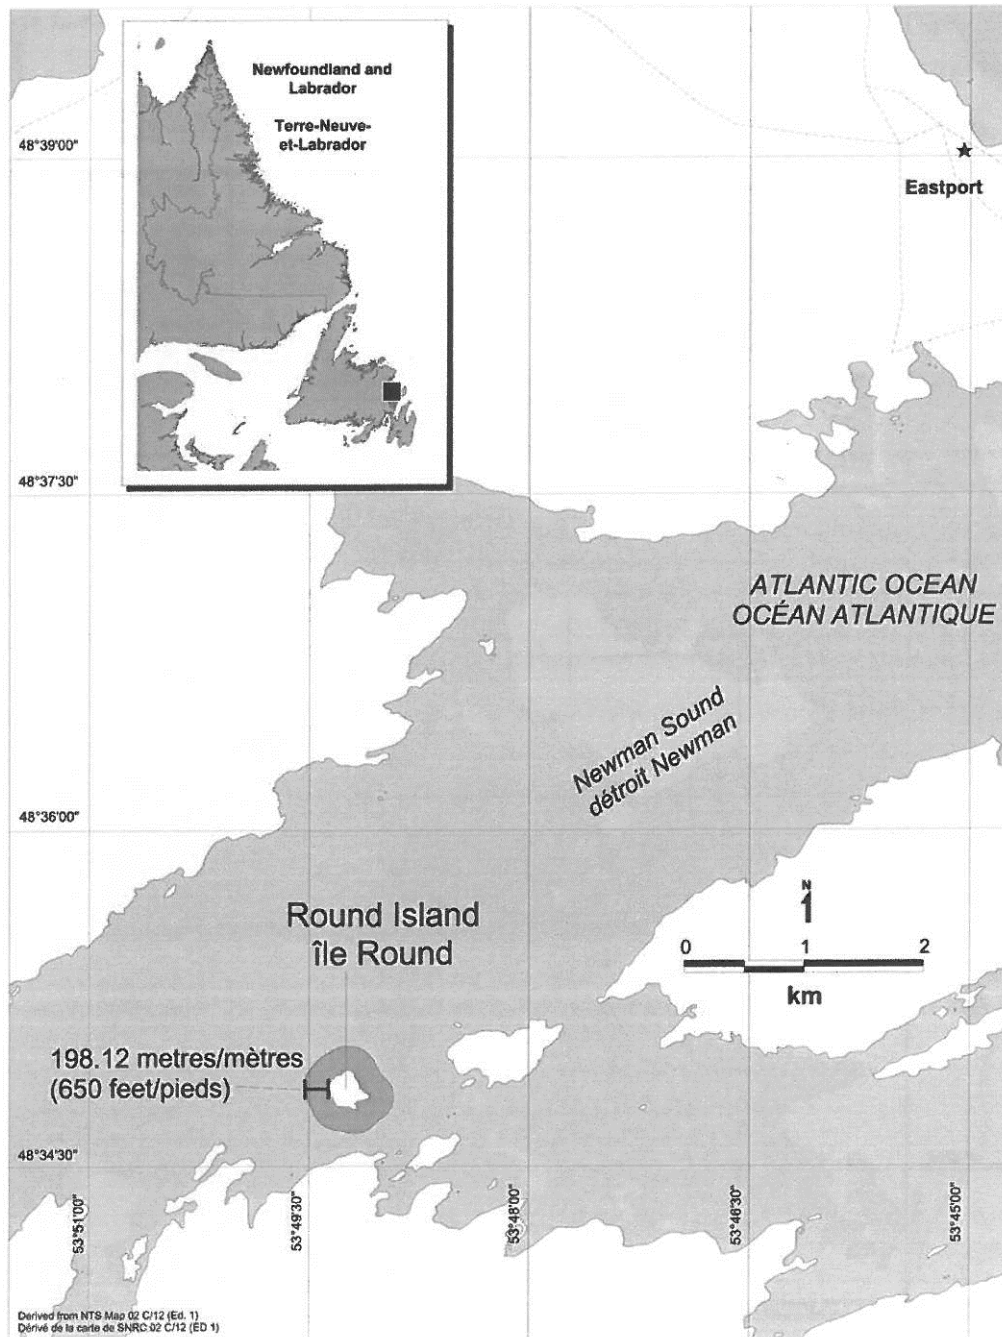 Newfoundland and
Labrador
Terre-Neuve-
et-Labrador
48°39'00"
Eastport
48°37'30"
ATLANTIC OCEAN
OCÉAN ATLANTIQUE
Newman Sound
détroit Newman
48°36'00"
Round Island
île Round
N
0 1 2
km
198.12 metres/mètres
(650 feet/pieds)
48°34'30"
53°51'00"
53°49'30"
53°48'00"
53°46'30"
53°45'00"
Derived from NTS Map 02 C/12 (Ed. 1)
Dérivé de la carte de SNRC 02 C/12 (ED 1)